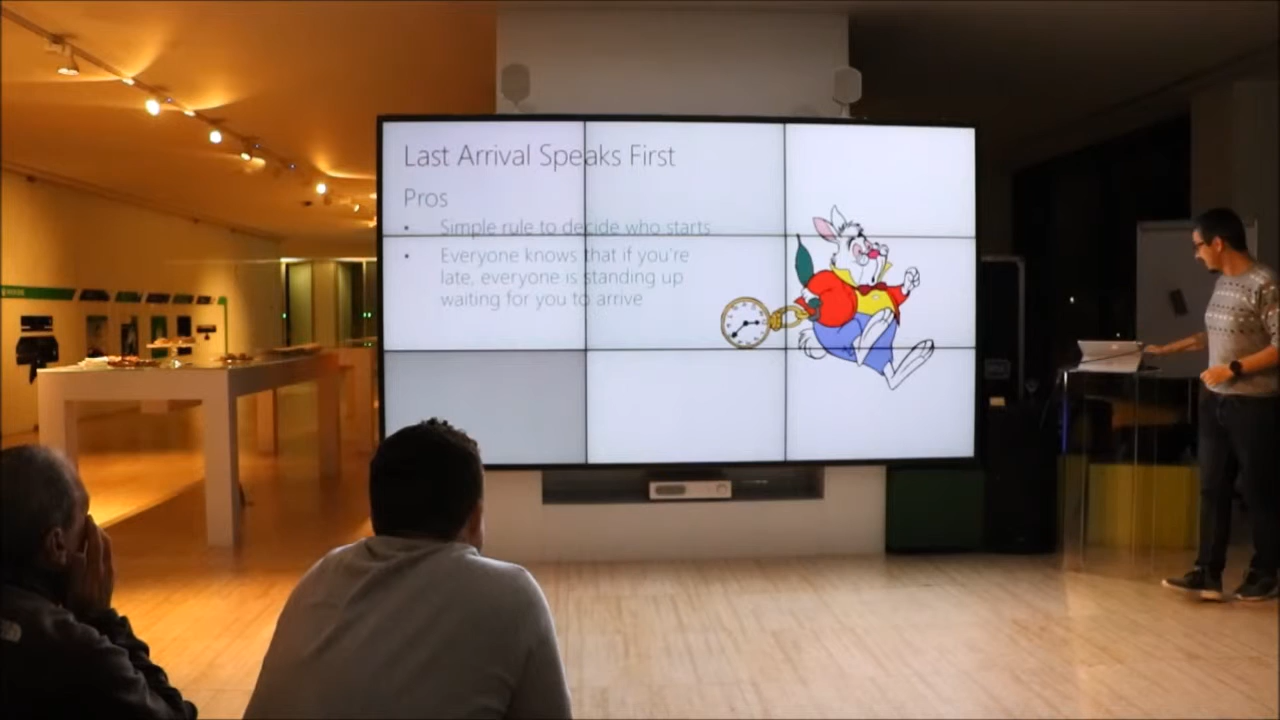 Last Arrival Speaks First
Pros
• Simple rule to decide who starts
• Everyone knows that if you're
late, everyone is standing up
waiting for you to arrive